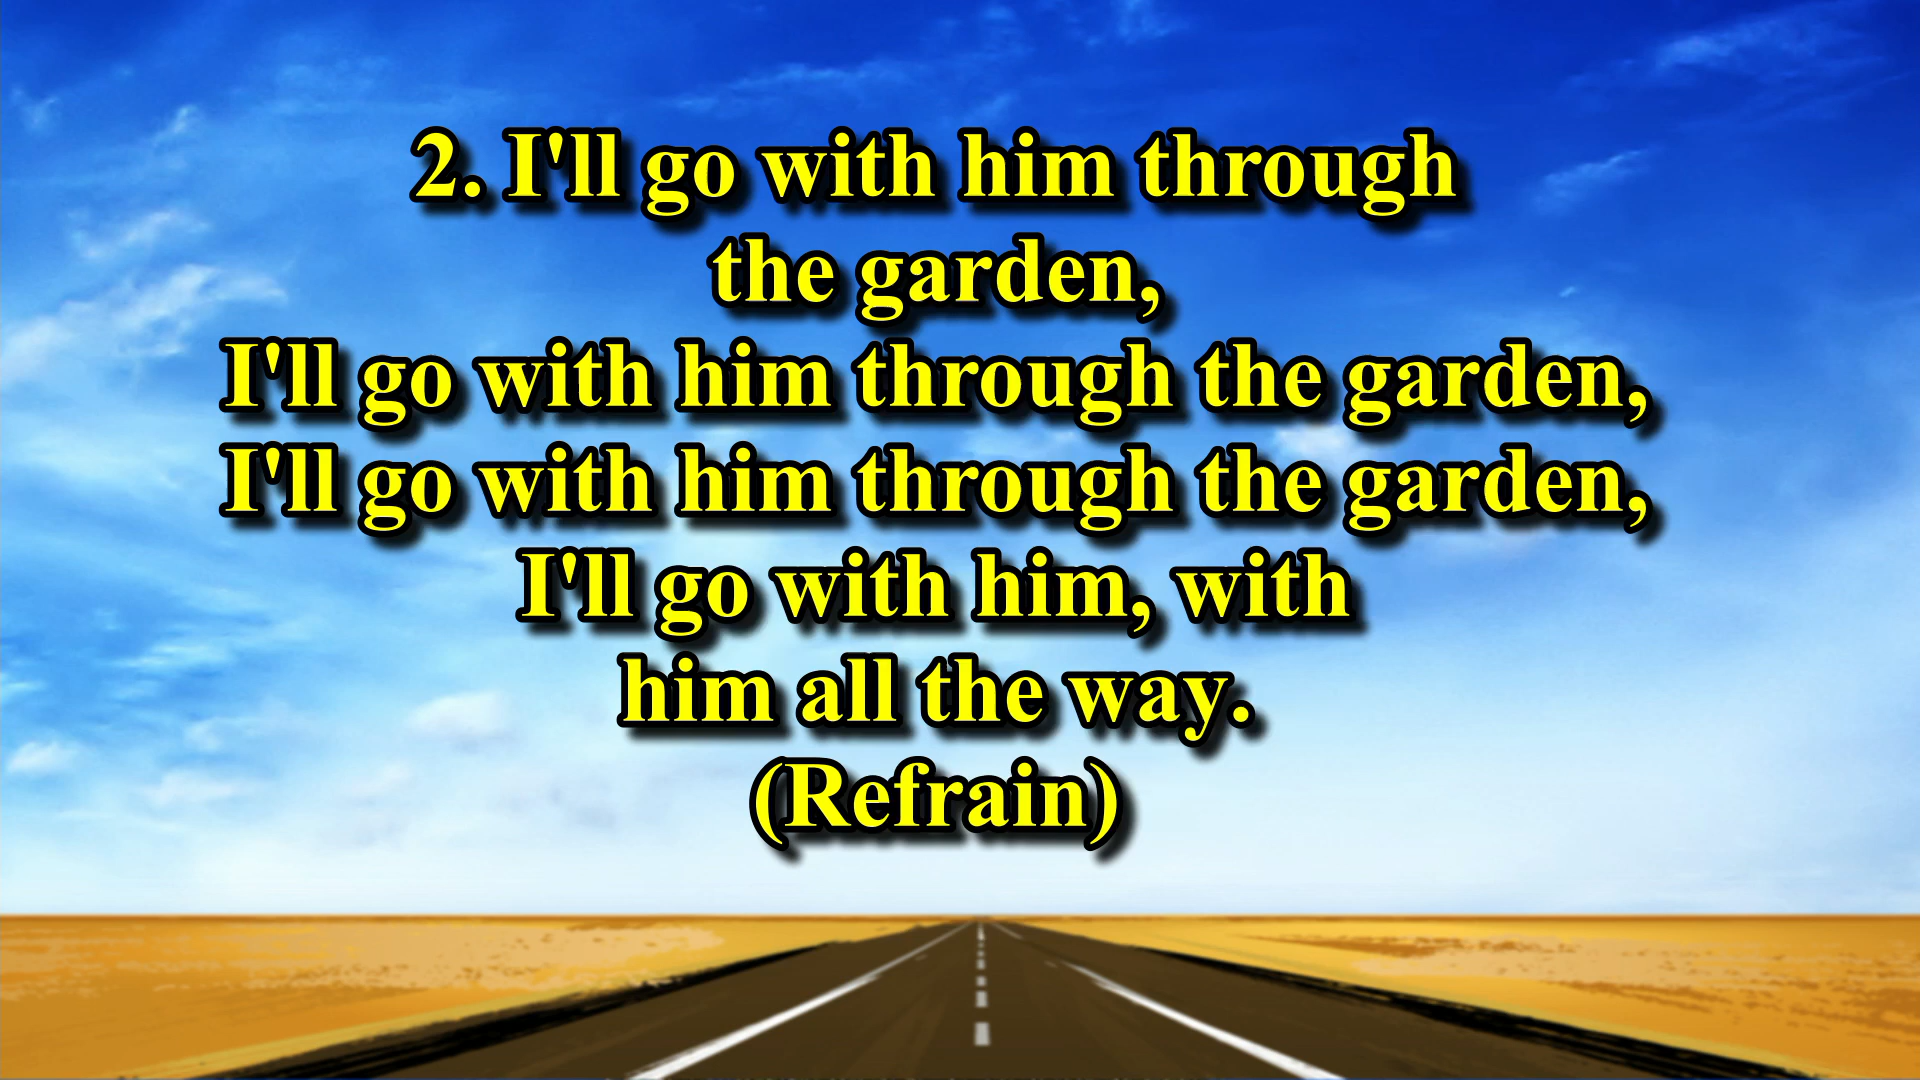 2. I'll go with him through
the garden,
I'll go with him through the garden,
I'll go with him through the garden,
I'll go with him, with
him all the way.
(Refrain)